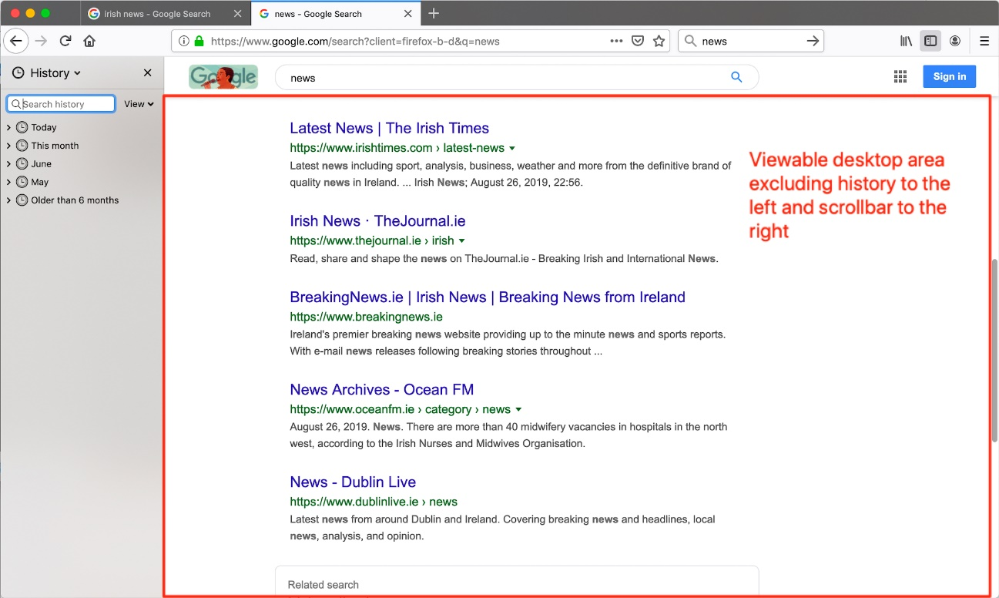 irish news - Google Search
news - Google Search
https://www.google.com/search?client=firefox-b-d&q=news
news
History
Search history
View
Today
This month
June
May
Older than 6 months
Google
news
Sign in
Latest News | The Irish Times
https://www.irishtimes.com › latest-news
Latest news including sport, analysis, business, weather and more from the definitive brand of
quality news in Ireland. ... Irish News; August 26, 2019, 22:56.
Irish News · TheJournal.ie
https://www.thejournal.ie › irish
Read, share and shape the news on TheJournal.ie - Breaking Irish and International News.
BreakingNews.ie | Irish News | Breaking News from Ireland
https://www.breakingnews.ie
Ireland's premier breaking news website providing up to the minute news and sports reports.
With e-mail news releases following breaking stories throughout ...
News Archives - Ocean FM
https://www.oceanfm.ie › category › news
August 26, 2019. News. There are more than 40 midwifery vacancies in hospitals in the north
west, according to the Irish Nurses and Midwives Organisation.
News - Dublin Live
https://www.dublinlive.ie › news
Latest news from around Dublin and Ireland. Covering breaking news and headlines, local
news, analysis, and opinion.
Related search
Viewable desktop area
excluding history to the
left and scrollbar to the
right